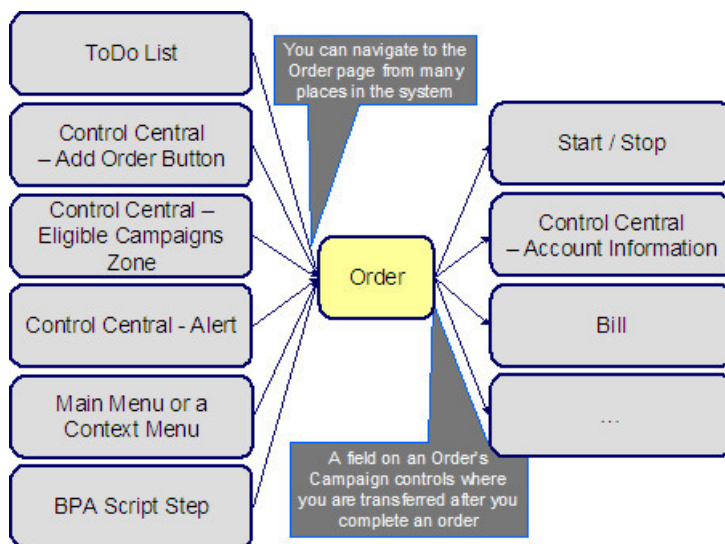 ToDo List
You can navigate to the
Order page from many
places in the system
Control Central
– Add Order Button
Control Central –
Eligible Campaigns
Zone
Control Central - Alert
Main Menu or a
Context Menu
BPA Script Step
Order
Start / Stop
Control Central
– Account Information
Bill
...
A field on an Order's
Campaign controls where
you are transferred after you
complete an order